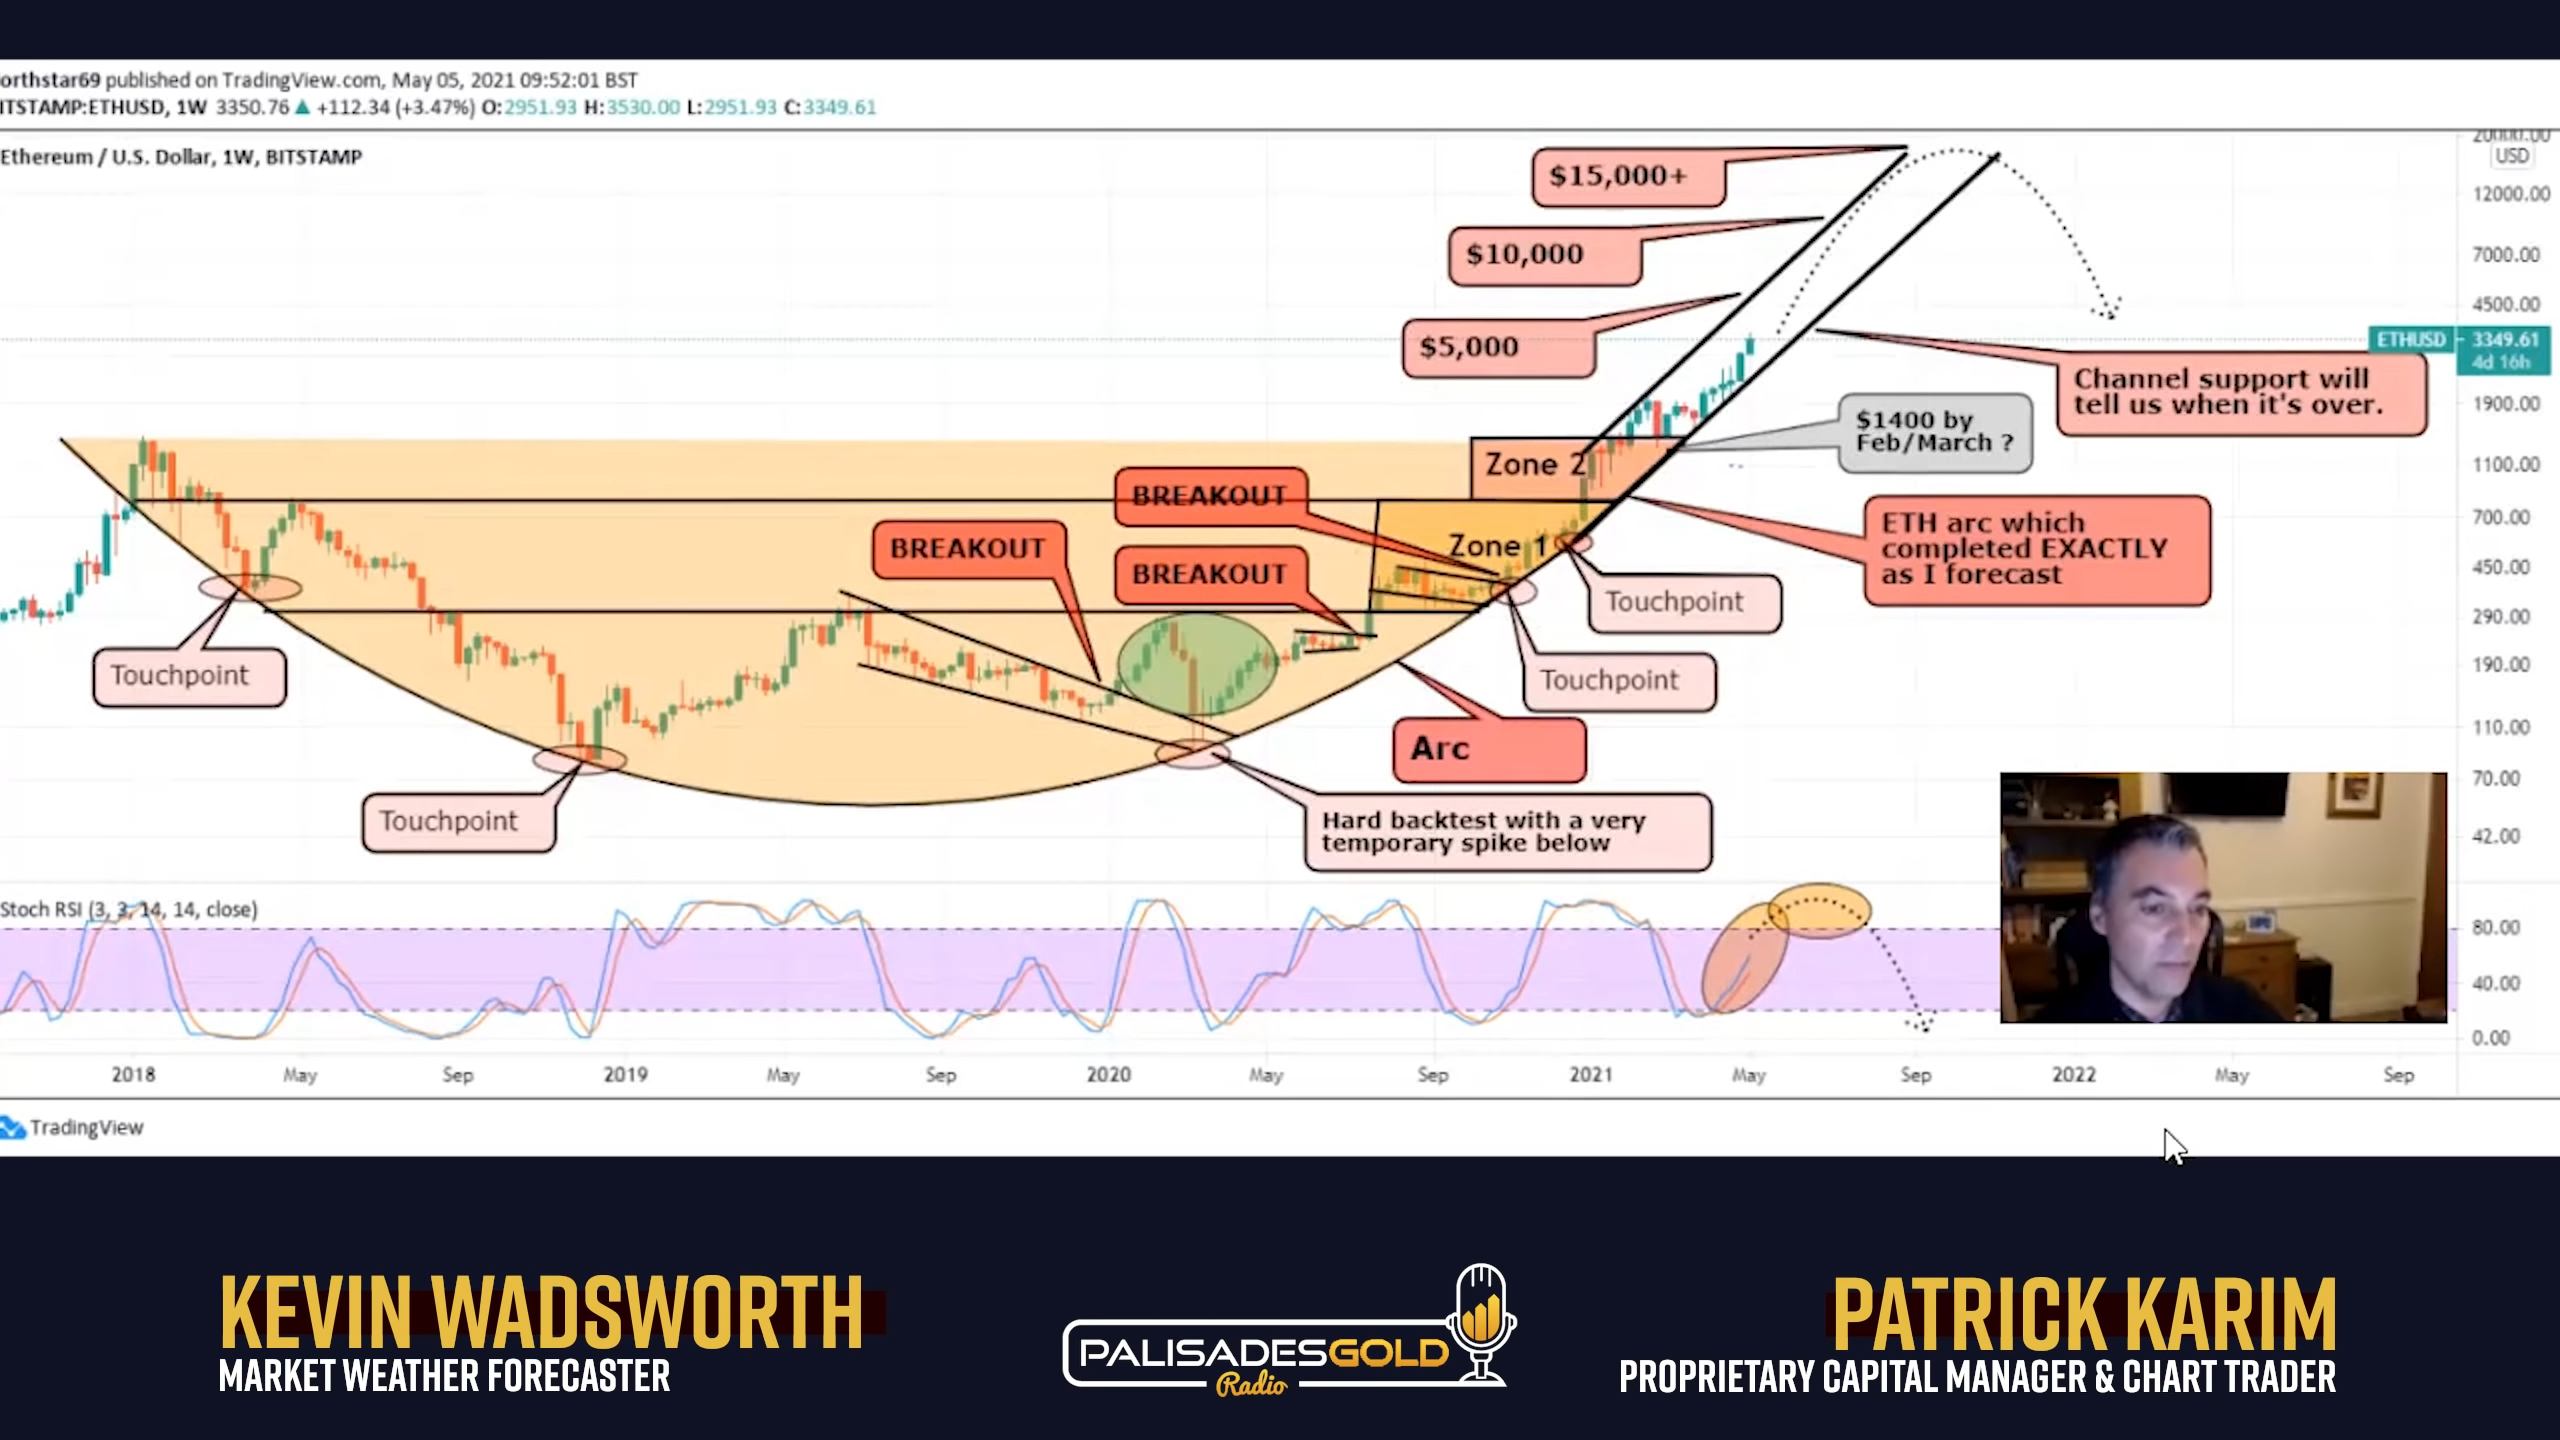 orthstar69 published on TradingView.com, May 05, 2021 09:52:01 BST
ITSTAMP:ETHUSD, 1W 3350.76 ▲ +112.34 (+3.47%) O:2951.93 H:3530.00 L:2951.93 C:3349.61
Ethereum / U.S. Dollar, 1W, BITSTAMP
20000.00
USD
$15,000+
12000.00
$10,000
7000.00
4500.00
$5,000
ETHUSD
3349.61
4d 16h
Channel support will
tell us when it's over.
1900.00
$1400 by
Feb/March ?
Zone 2
1100.00
BREAKOUT
700.00
ETH arc which
completed EXACTLY
as I forecast
BREAKOUT
Zone 1
BREAKOUT
450.00
Touchpoint
290.00
Touchpoint
Touchpoint
190.00
Arc
110.00
70.00
Touchpoint
Hard backtest with a very
temporary spike below
42.00
Stoch RSI (3, 3, 14, 14, close)
80.00
40.00
0.00
2018 May Sep 2019 May Sep 2020 May Sep 2021 May Sep 2022 May Sep
TradingView
KEVIN WADSWORTH
MARKET WEATHER FORECASTER
PALISADESGOLD
Radio
PATRICK KARIM
PROPRIETARY CAPITAL MANAGER & CHART TRADER